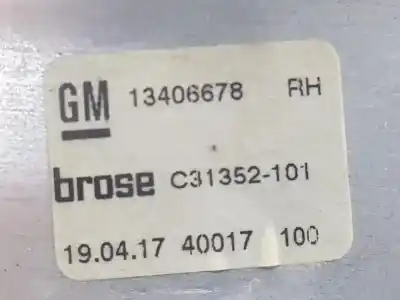 GM 13406678 RH
brose C31352-101
19.04.17 40017 100